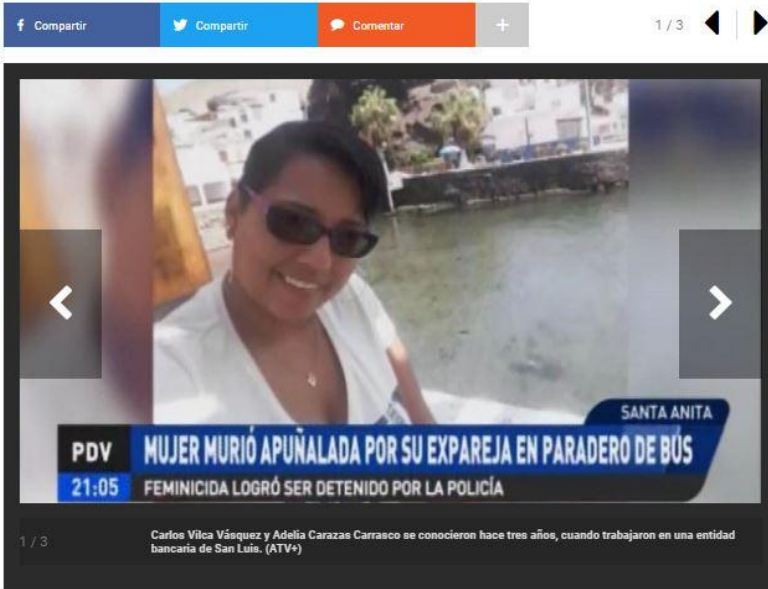 Compartir
Compartir
Comentar
1 / 3
SANTA ANITA
PDV
MUJER MURIÓ APUÑALADA POR SU EXPAREJA EN PARADERO DE BUS
21:05
FEMINICIDA LOGRÓ SER DETENIDO POR LA POLICÍA
1 / 3
Carlos Vilca Vásquez y Adelia Carazas Carrasco se conocieron hace tres años, cuando trabajaron en una entidad
bancaria de San Luis. (ATV+)